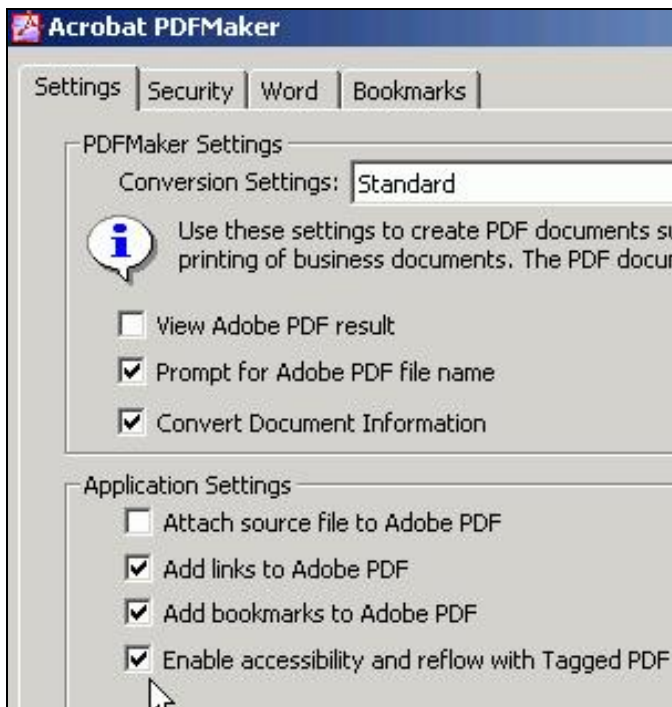 Acrobat PDFMaker
Settings Security Word Bookmarks
PDFMaker Settings
Conversion Settings: Standard
Use these settings to create PDF documents
printing of business documents. The PDF
View Adobe PDF result
Prompt for Adobe PDF file name
Convert Document Information
Application Settings
Attach source file to Adobe PDF
Add links to Adobe PDF
Add bookmarks to Adobe PDF
Enable accessibility and reflow with Tagged PDF